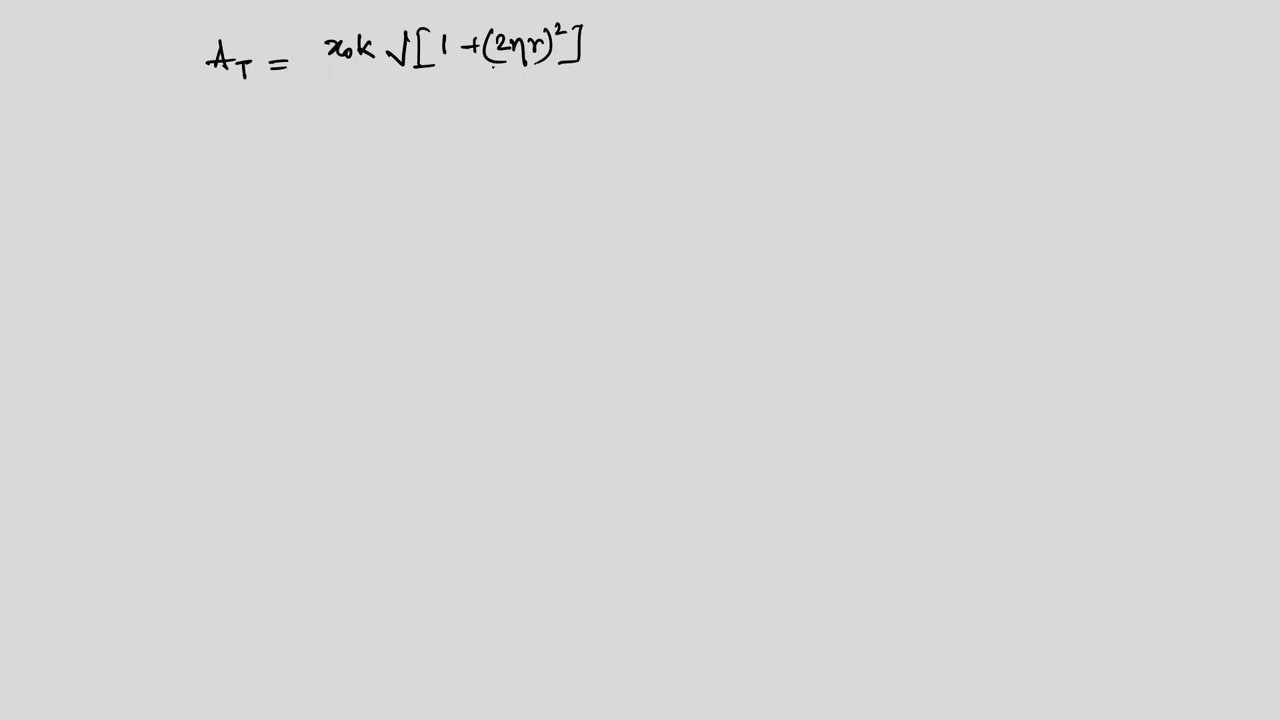 A_T = x₀k √[1 + (2ηr)²]